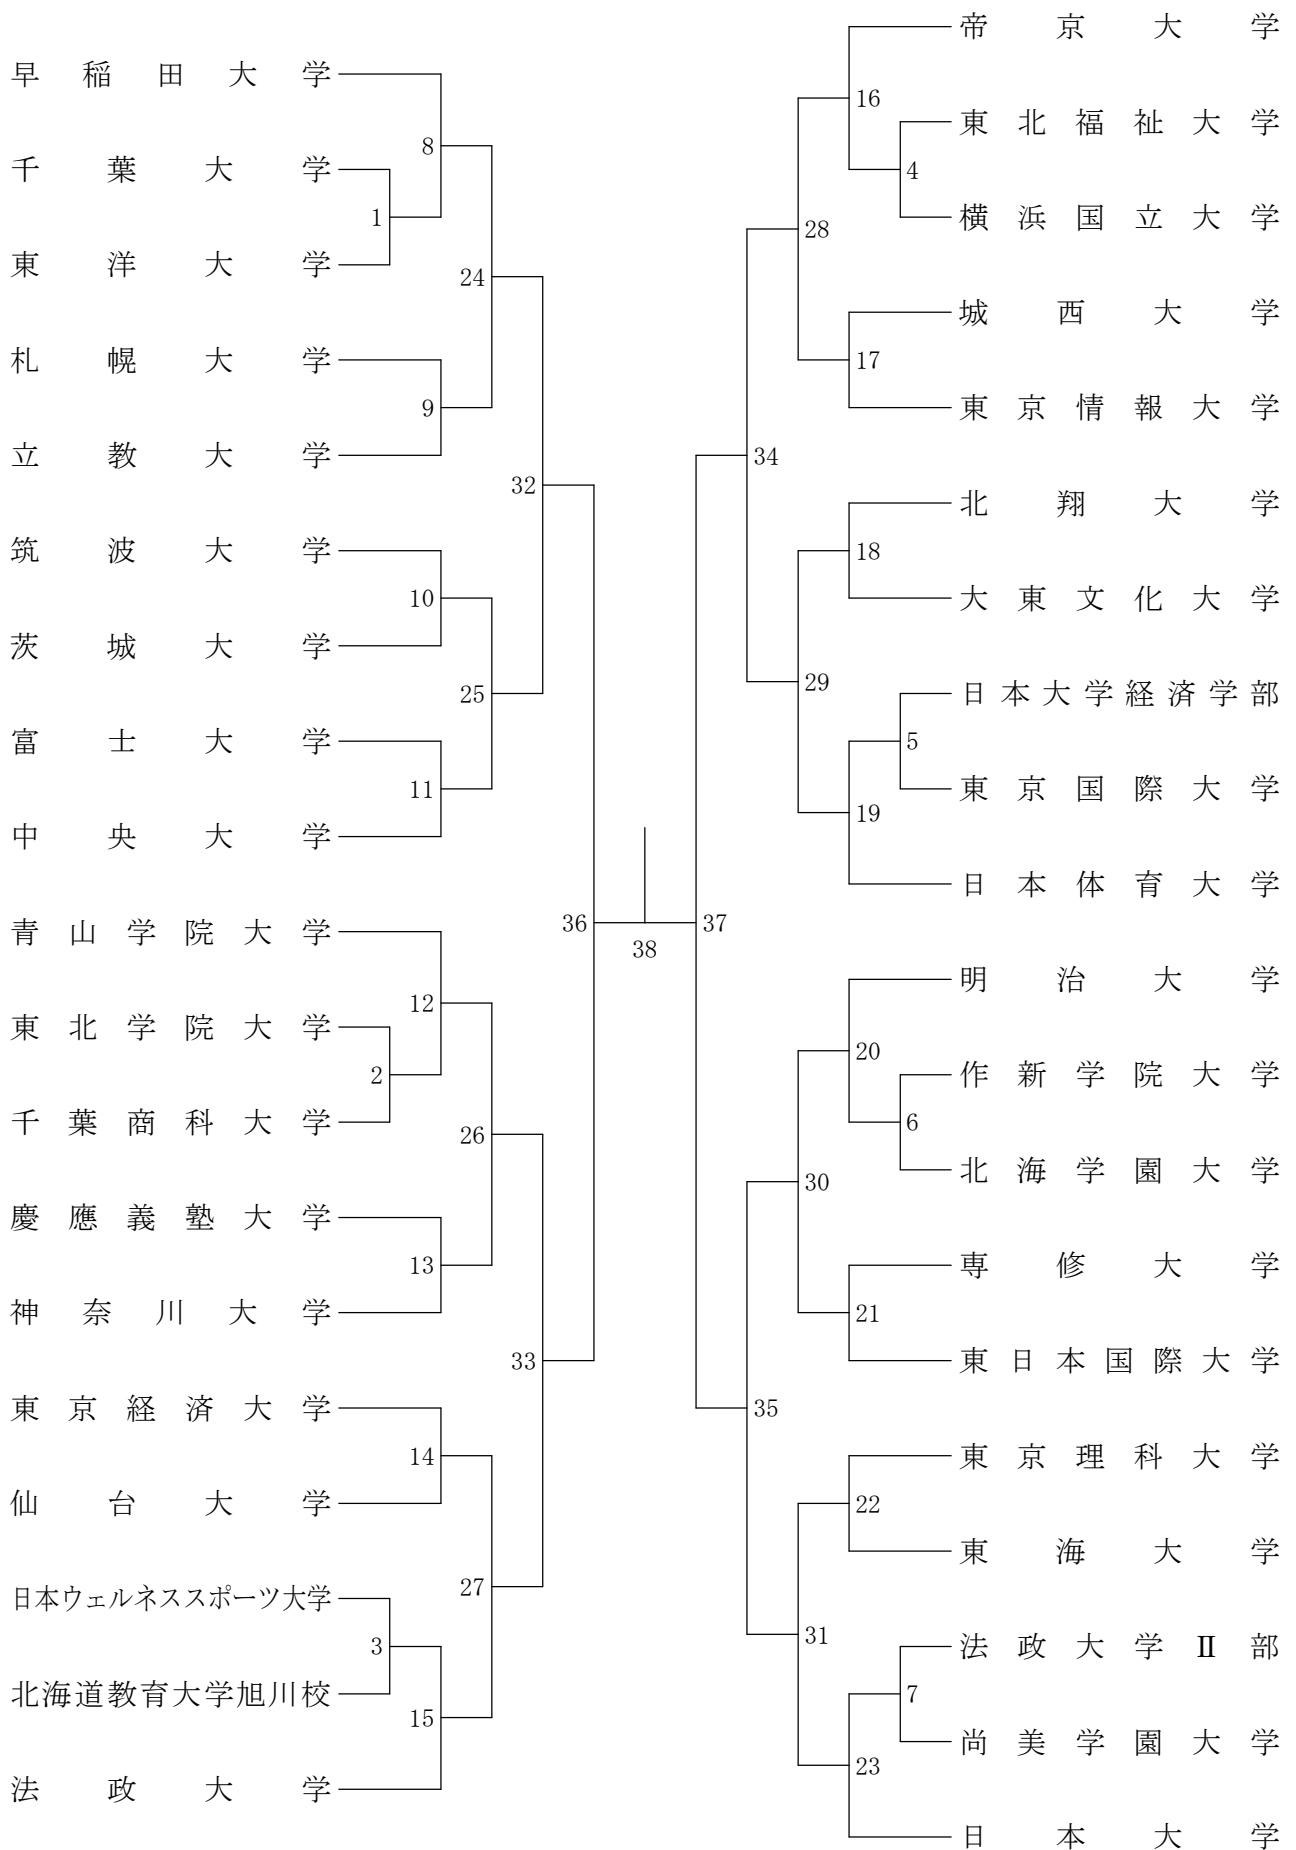 早稲田大学
千葉大学
東洋大学
札幌大学
立教大学
筑波大学
茨城大学
富士大学
中央大学
青山学院大学
東北学院大学
千葉商科大学
慶應義塾大学
神奈川大学
東京経済大学
仙台大学
日本ウェルネススポーツ大学
北海道教育大学旭川校
法政大学
1
2
3
8
9
10
11
12
13
14
15
24
25
26
27
32
33
36
38
37
34
35
28
29
30
31
16
17
18
19
20
21
22
23
4
5
6
7
帝京大学
東北福祉大学
横浜国立大学
城西大学
東京情報大学
北翔大学
大東文化大学
日本大学経済学部
東京国際大学
日本体育大学
明治大学
作新学院大学
北海学園大学
専修大学
東日本国際大学
東京理科大学
東海大学
法政大学Ⅱ部
尚美学園大学
日本大学